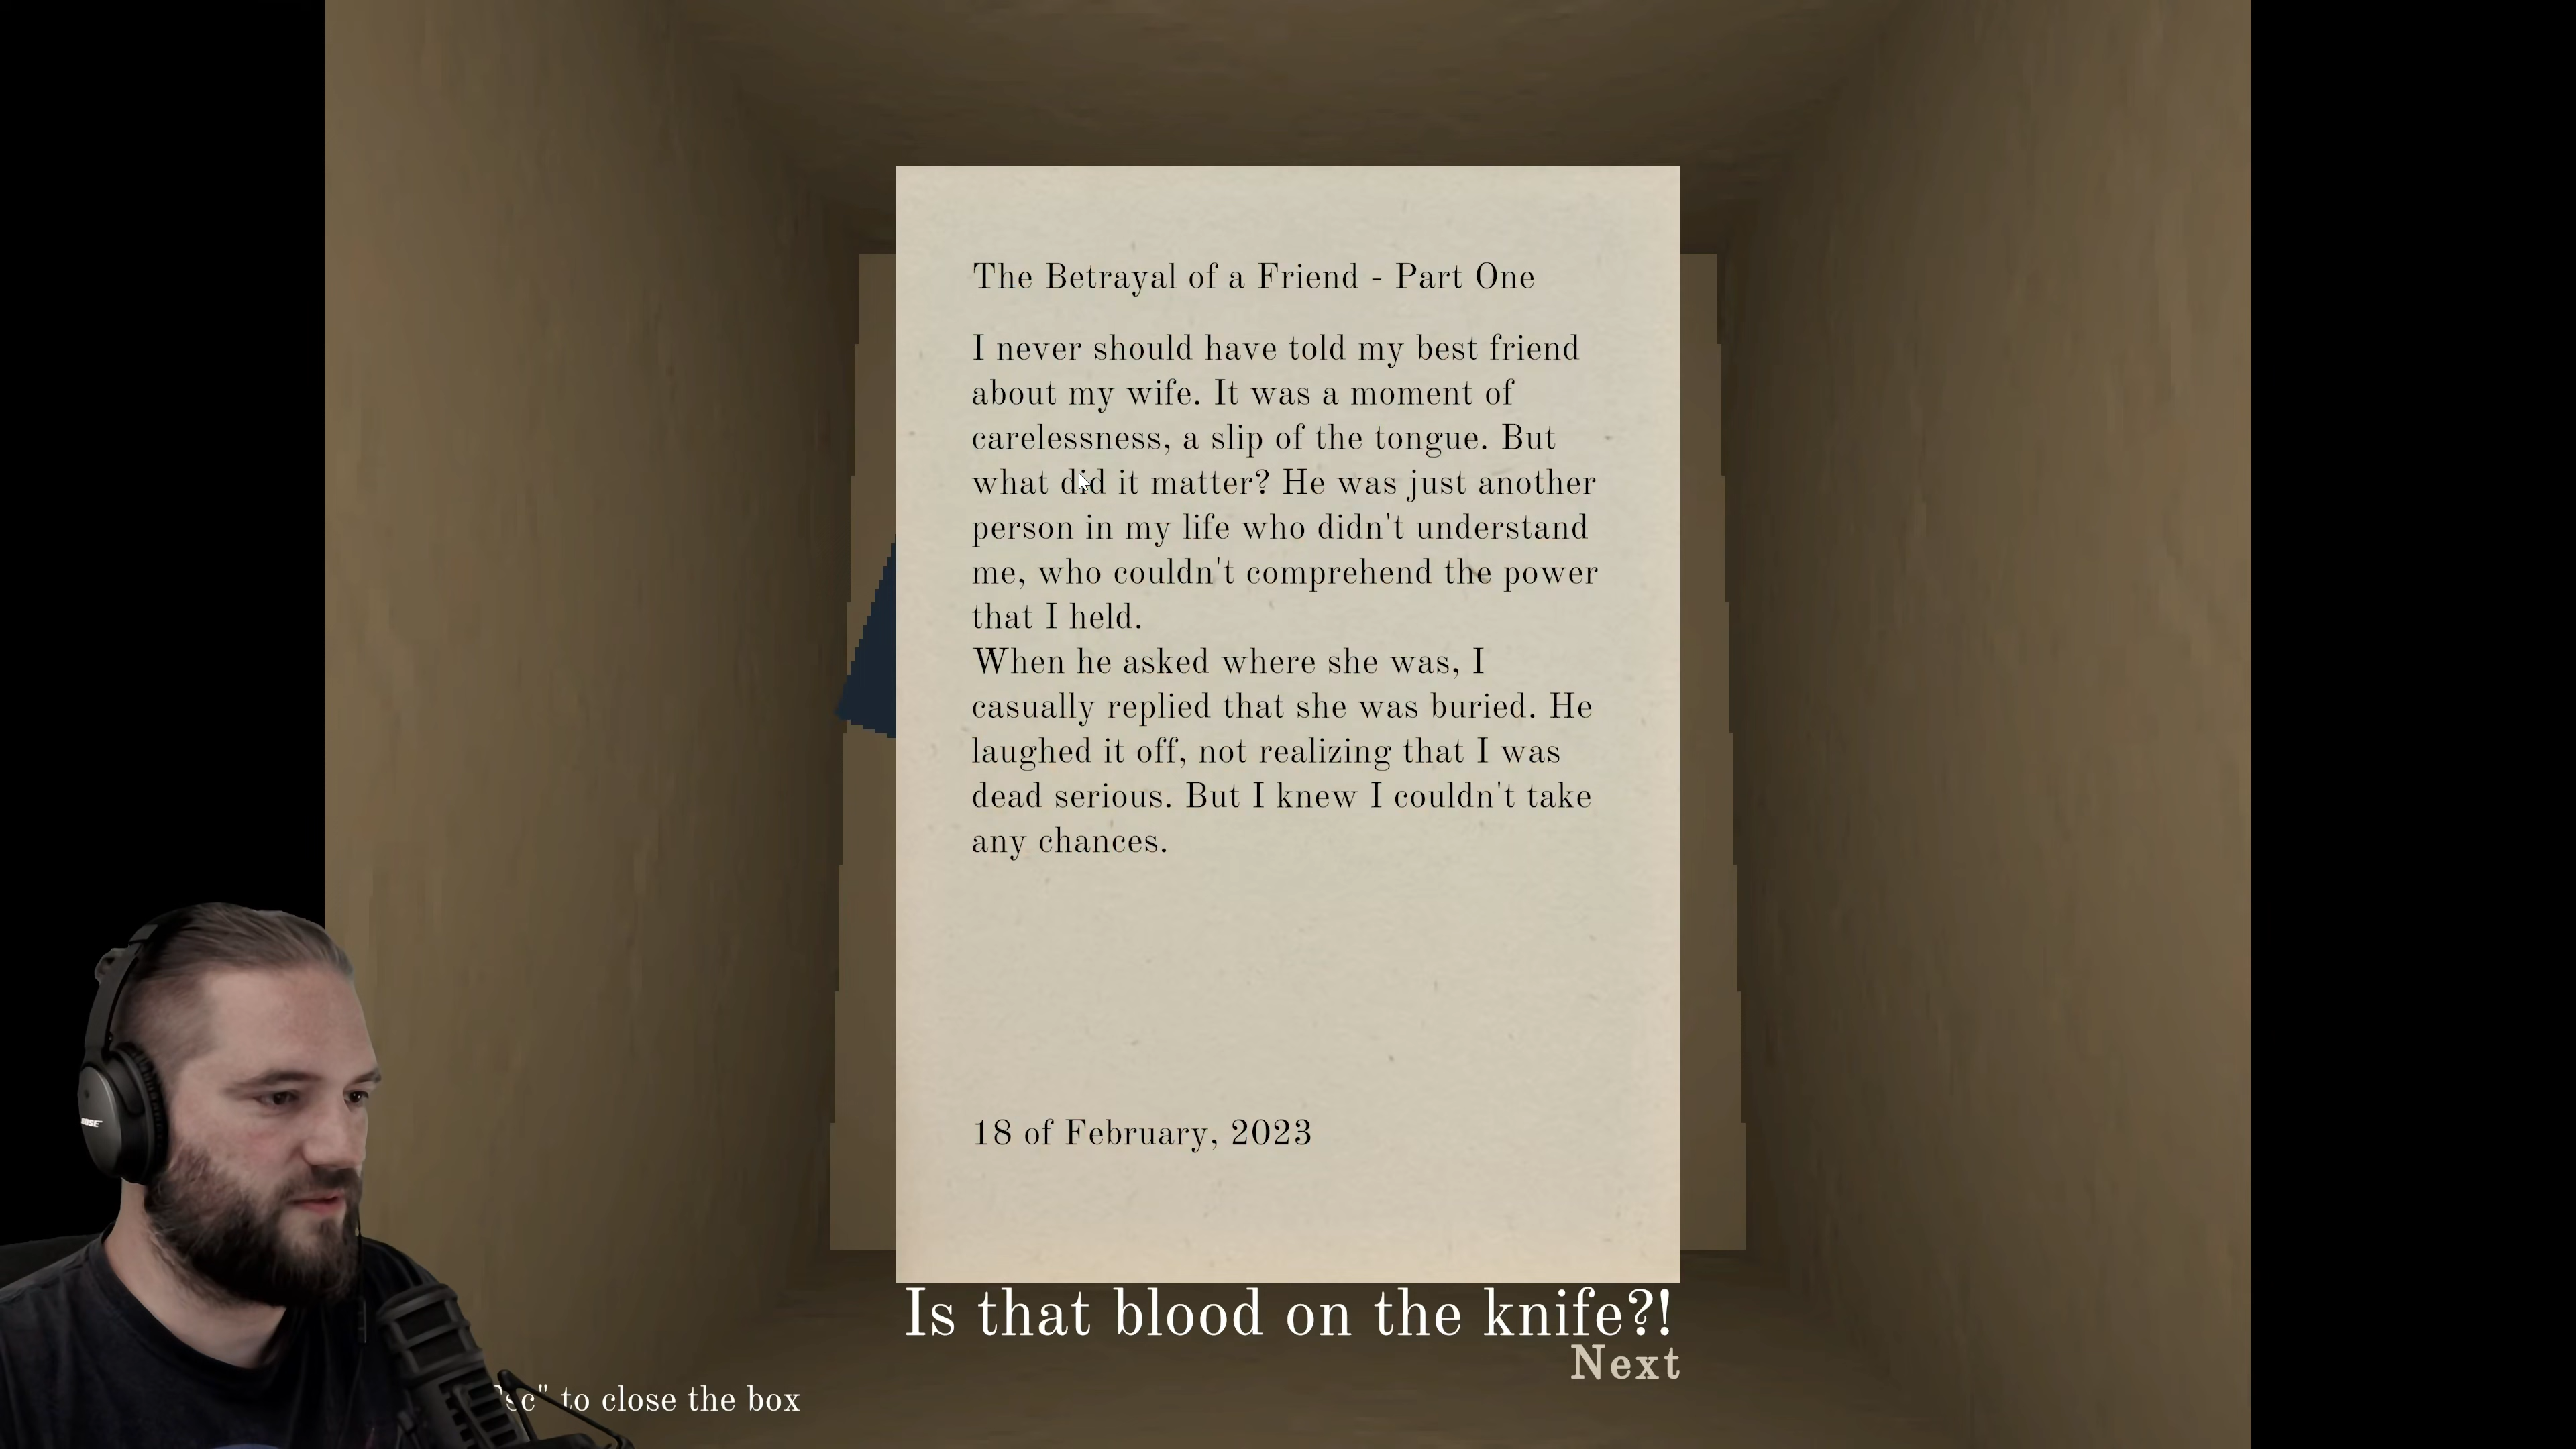 The Betrayal of a Friend - Part One
I never should have told my best friend
about my wife. It was a moment of
carelessness, a slip of the tongue. But
what did it matter? He was just another
person in my life who didn't understand
me, who couldn't comprehend the power
that I held.
When he asked where she was, I
casually replied that she was buried. He
laughed it off, not realizing that I was
dead serious. But I knew I couldn't take
any chances.
18 of February, 2023
BOSE
Is that blood on the knife?!
Next
to close the box